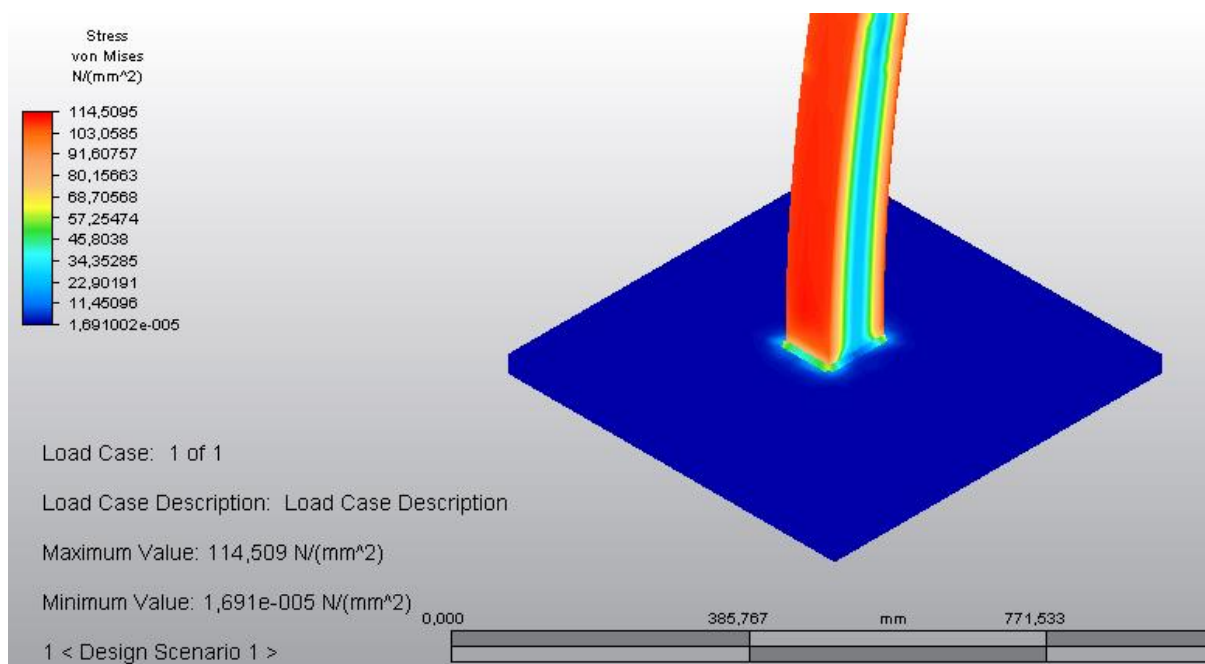 Stress
von Mises
N/(mm^2)
114,5095
103,0585
91,60757
80,15663
68,70568
57,25474
45,8038
34,35285
22,90191
11,45096
1,691002e-005
Load Case: 1 of 1
Load Case Description: Load Case Description
Maximum Value: 114,509 N/(mm^2)
Minimum Value: 1,691e-005 N/(mm^2)
0,000 385,767 mm 771,533
1 < Design Scenario 1 >